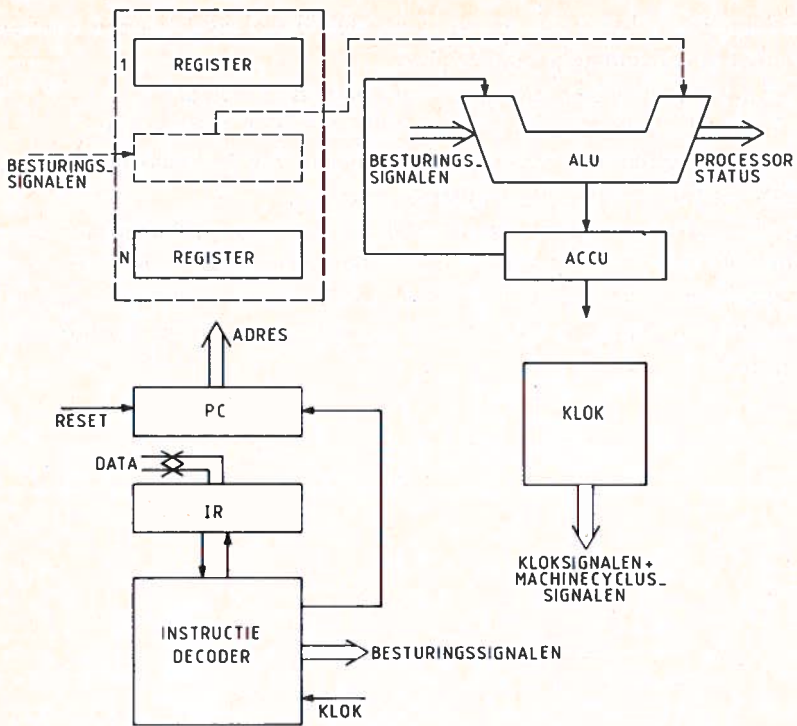 1
REGISTER
BESTURINGS_
SIGNALEN
N
REGISTER
BESTURINGS_
SIGNALEN
ALU
PROCESSOR
STATUS
ACCU
ADRES
RESET
PC
DATA
IR
INSTRUCTIE
DECODER
BESTURINGSSIGNALEN
KLOK
KLOK
KLOKSIGNALEN+
MACHINECYCLUS_
SIGNALEN